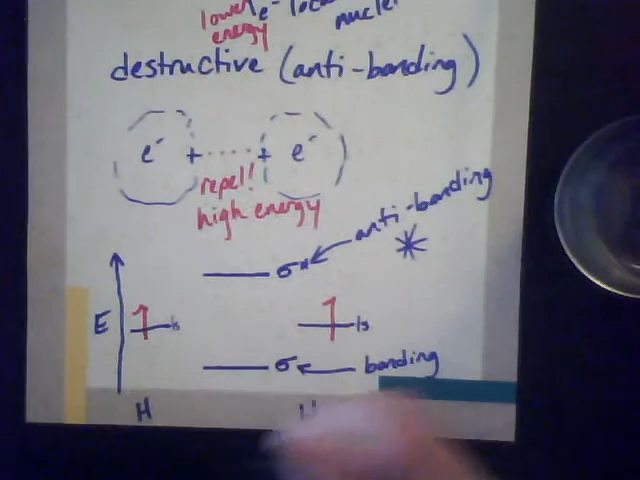 lower e-
energy
destructive (anti-bonding)
e- + ...... + e-
repel!
high energy
anti-bonding
*
σ*
E 1s 1s
σ bonding
H